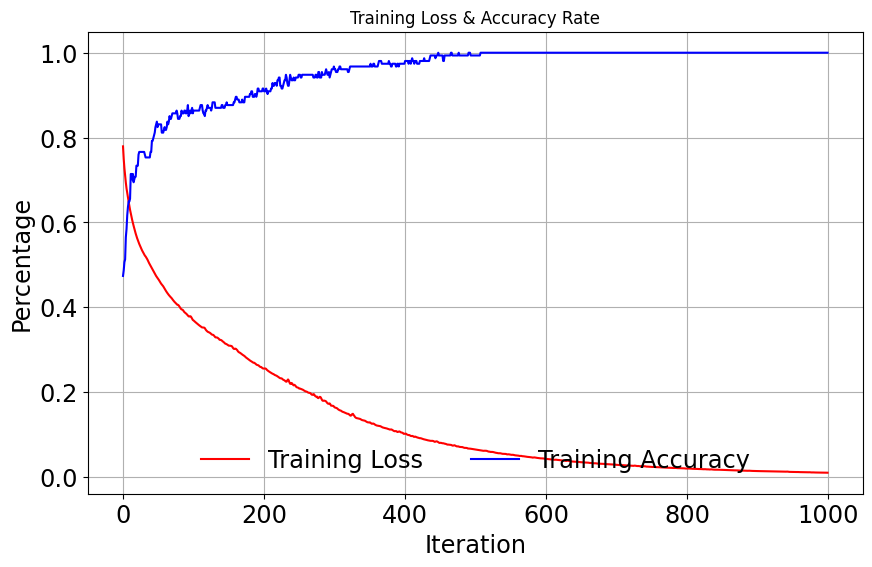 Training Loss & Accuracy Rate
1.0
0.8
0.6
0.4
0.2
0.0
Percentage
Training Loss Training Accuracy
0 200 400 600 800 1000
Iteration